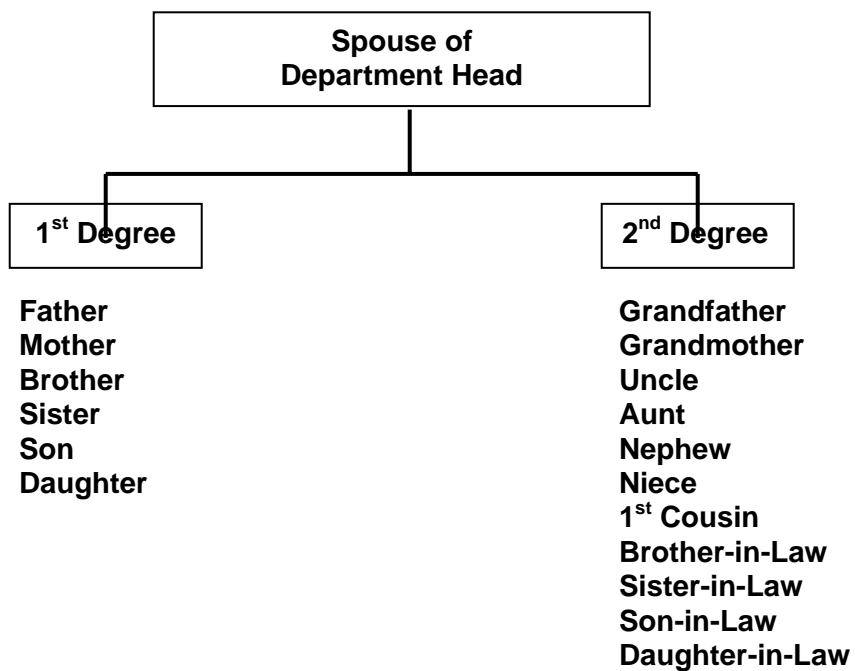 Spouse of
Department Head
1st Degree
Father
Mother
Brother
Sister
Son
Daughter
2nd Degree
Grandfather
Grandmother
Uncle
Aunt
Nephew
Niece
1st Cousin
Brother-in-Law
Sister-in-Law
Son-in-Law
Daughter-in-Law